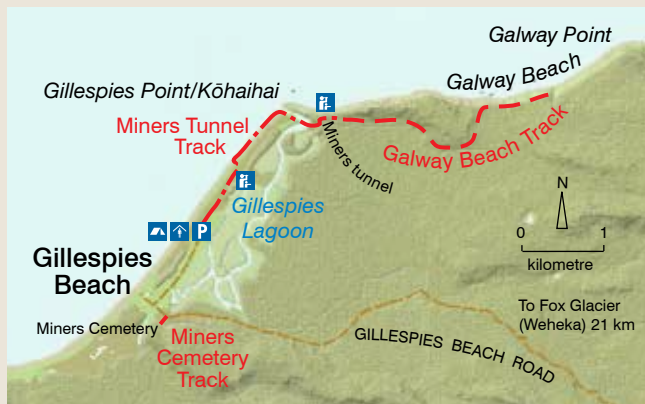 Galway Point
Galway Beach
Gillespies Point/Kōhaihai
Miners Tunnel
Track
Miners tunnel
Galway Beach Track
Gillespies
Lagoon
P
N
0 1
kilometre
Gillespies
Beach
To Fox Glacier
(Weheka) 21 km
Miners Cemetery
Miners
Cemetery
Track
GILLESPIES BEACH ROAD